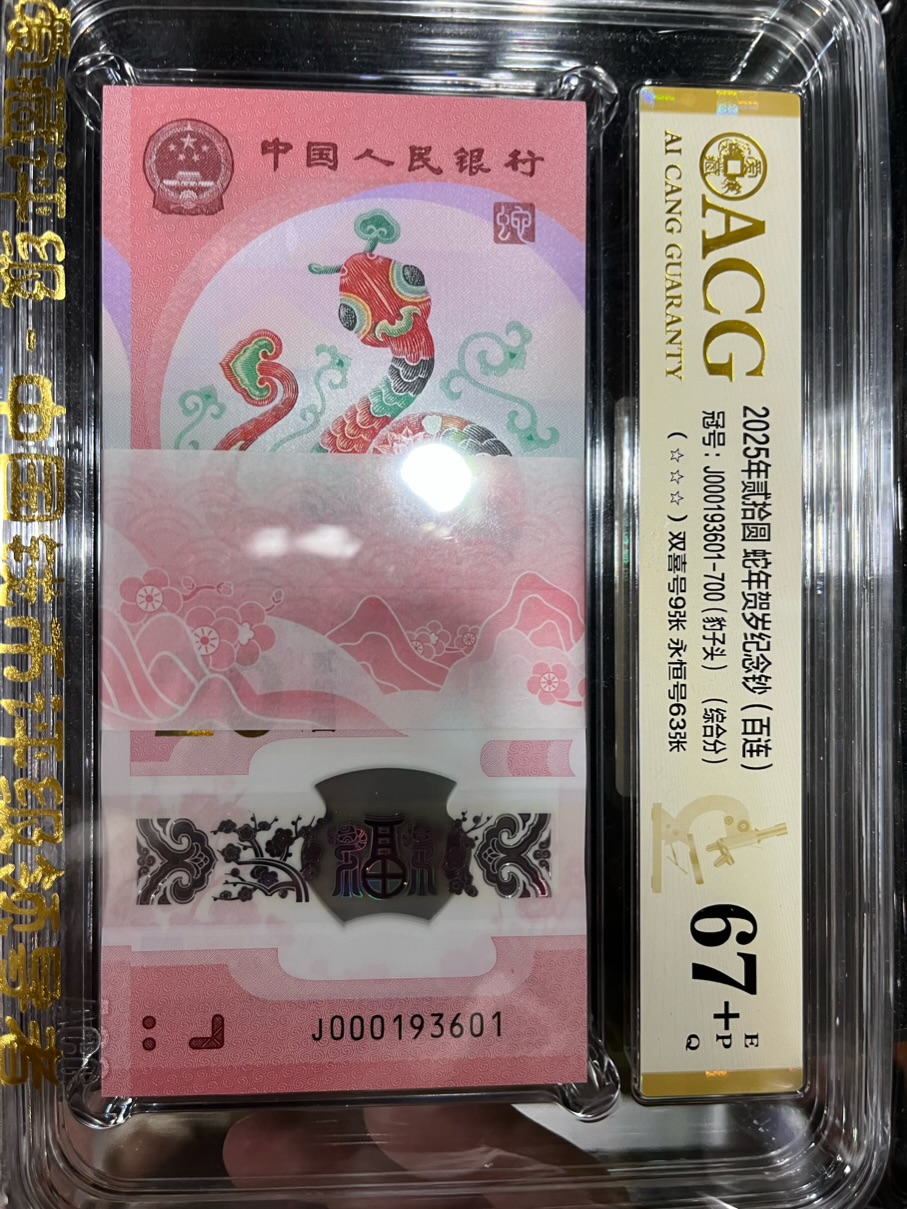 中国人民银行
福
J000193601
ACG
AI CANG GUARANTY
2025年贰拾圆 蛇年贺岁纪念钞（百连）
冠号：J000193601-700（豹子头）（综合分）
（☆☆☆）双喜号9张 永恒号63张
67+
E
P
Q